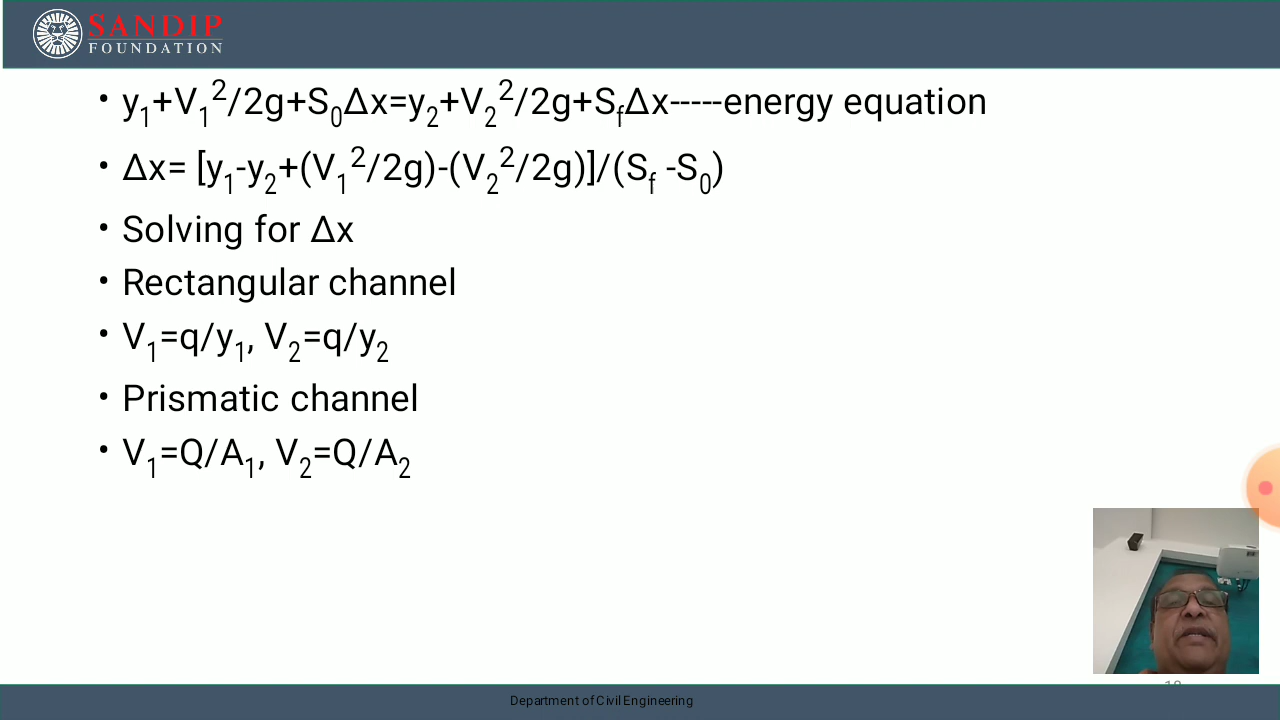 SANDIP
FOUNDATION
• y₁+V₁²/2g+S₀Δx=y₂+V₂²/2g+S_fΔx-----energy equation
• Δx= [y₁-y₂+(V₁²/2g)-(V₂²/2g)]/(S_f -S₀)
• Solving for Δx
• Rectangular channel
• V₁=q/y₁, V₂=q/y₂
• Prismatic channel
• V₁=Q/A₁, V₂=Q/A₂
Department of Civil Engineering